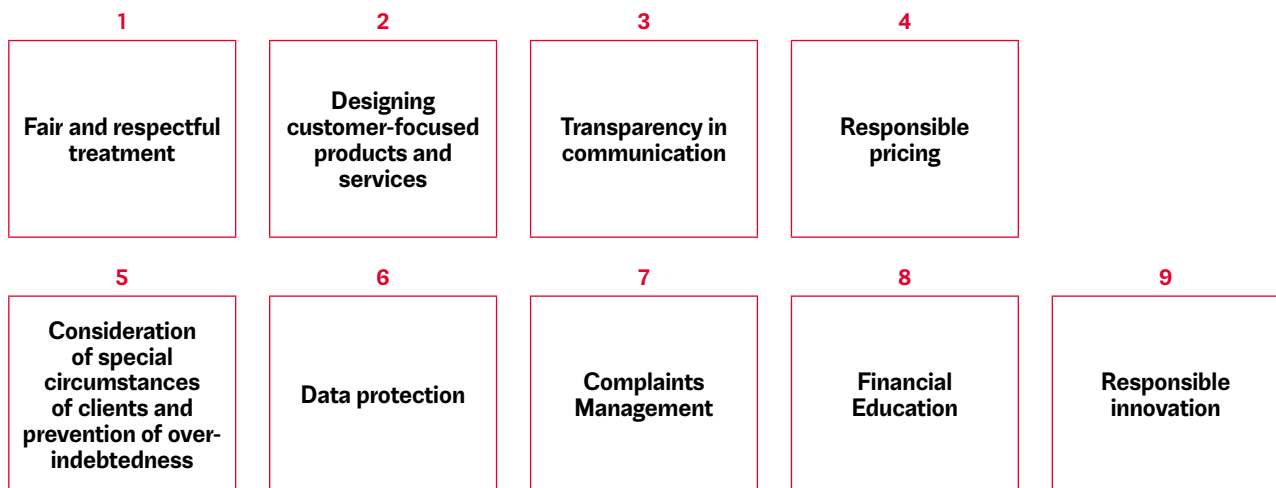 1
Fair and respectful
treatment
2
Designing
customer-focused
products and
services
3
Transparency in
communication
4
Responsible
pricing
5
Consideration
of special
circumstances
of clients and
prevention of over-
indebtedness
6
Data protection
7
Complaints
Management
8
Financial
Education
9
Responsible
innovation